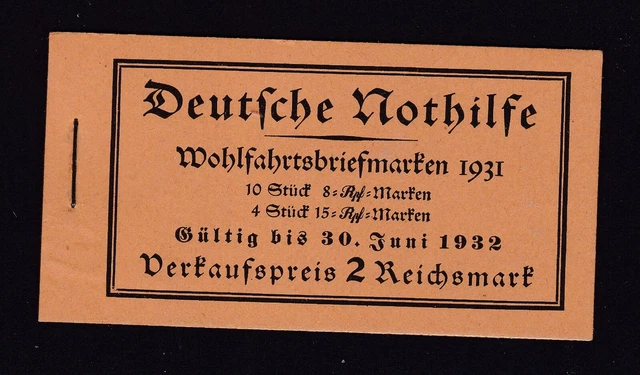 Deutſche Nothilfe
Wohlfahrtsbriefmarken 1931
10 Stück 8=Rpf=Marken
4 Stück 15=Rpf=Marken
Gültig bis 30. Juni 1932
Verkaufspreis 2 Reichsmark